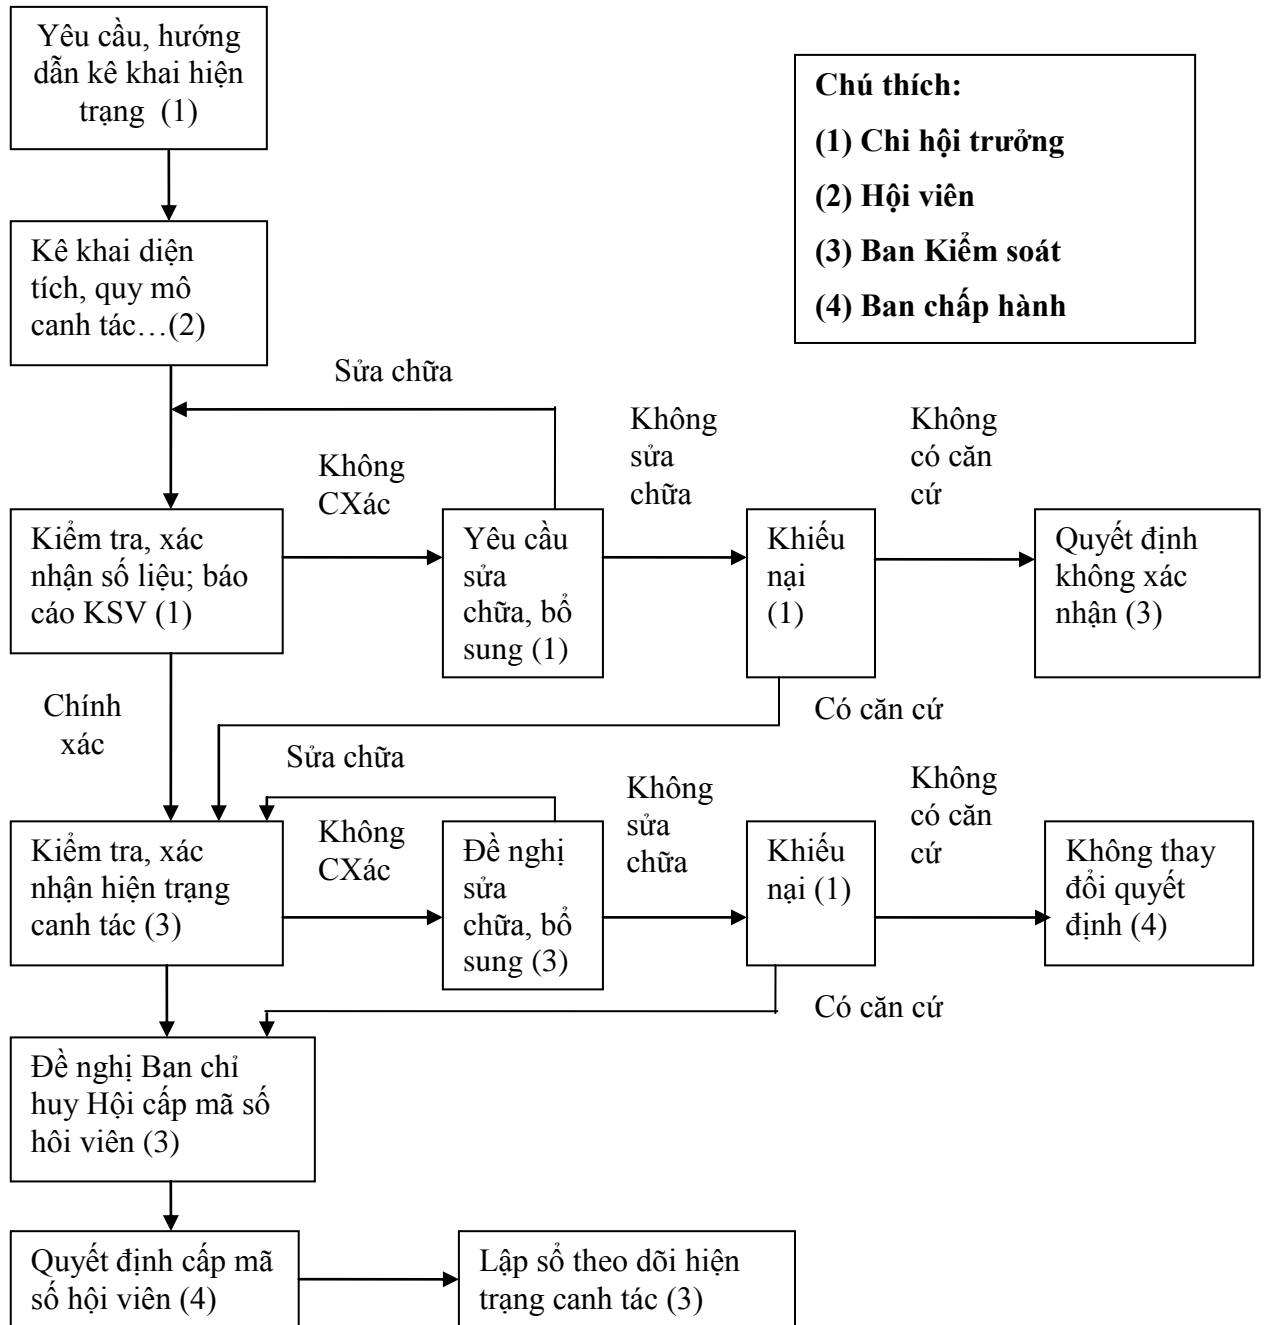 Yêu cầu, hướng
dẫn kê khai hiện
trạng (1)
Chú thích:
(1) Chi hội trưởng
(2) Hội viên
(3) Ban Kiểm soát
(4) Ban chấp hành
Kê khai diện
tích, quy mô
canh tác…(2)
Sửa chữa
Không
CXác
Không
sửa
chữa
Không
có căn
cứ
Kiểm tra, xác
nhận số liệu; báo
cáo KSV (1)
Yêu cầu
sửa
chữa, bổ
sung (1)
Khiếu
nại
(1)
Quyết định
không xác
nhận (3)
Chính
xác
Có căn cứ
Sửa chữa
Không
CXác
Không
sửa
chữa
Không
có căn
cứ
Kiểm tra, xác
nhận hiện trạng
canh tác (3)
Đề nghị
sửa
chữa, bổ
sung (3)
Khiếu
nại (1)
Không thay
đổi quyết
định (4)
Có căn cứ
Đề nghị Ban chỉ
huy Hội cấp mã số
hôi viên (3)
Quyết định cấp mã
số hội viên (4)
Lập sổ theo dõi hiện
trạng canh tác (3)